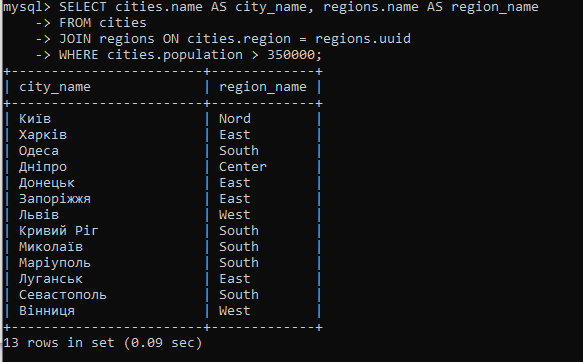 mysql> SELECT cities.name AS city_name, regions.name AS region_name
    -> FROM cities
    -> JOIN regions ON cities.region = regions.uuid
    -> WHERE cities.population > 350000;
+------------------------+-------------+
| city_name              | region_name |
+------------------------+-------------+
| Київ                   | Nord        |
| Харків                 | East        |
| Одеса                  | South       |
| Дніпро                 | Center      |
| Донецьк                | East        |
| Запоріжжя              | East        |
| Львів                  | West        |
| Кривий Ріг             | South       |
| Миколаїв               | South       |
| Маріуполь              | South       |
| Луганськ               | East        |
| Севастополь            | South       |
| Вінниця                | West        |
+------------------------+-------------+
13 rows in set (0.09 sec)